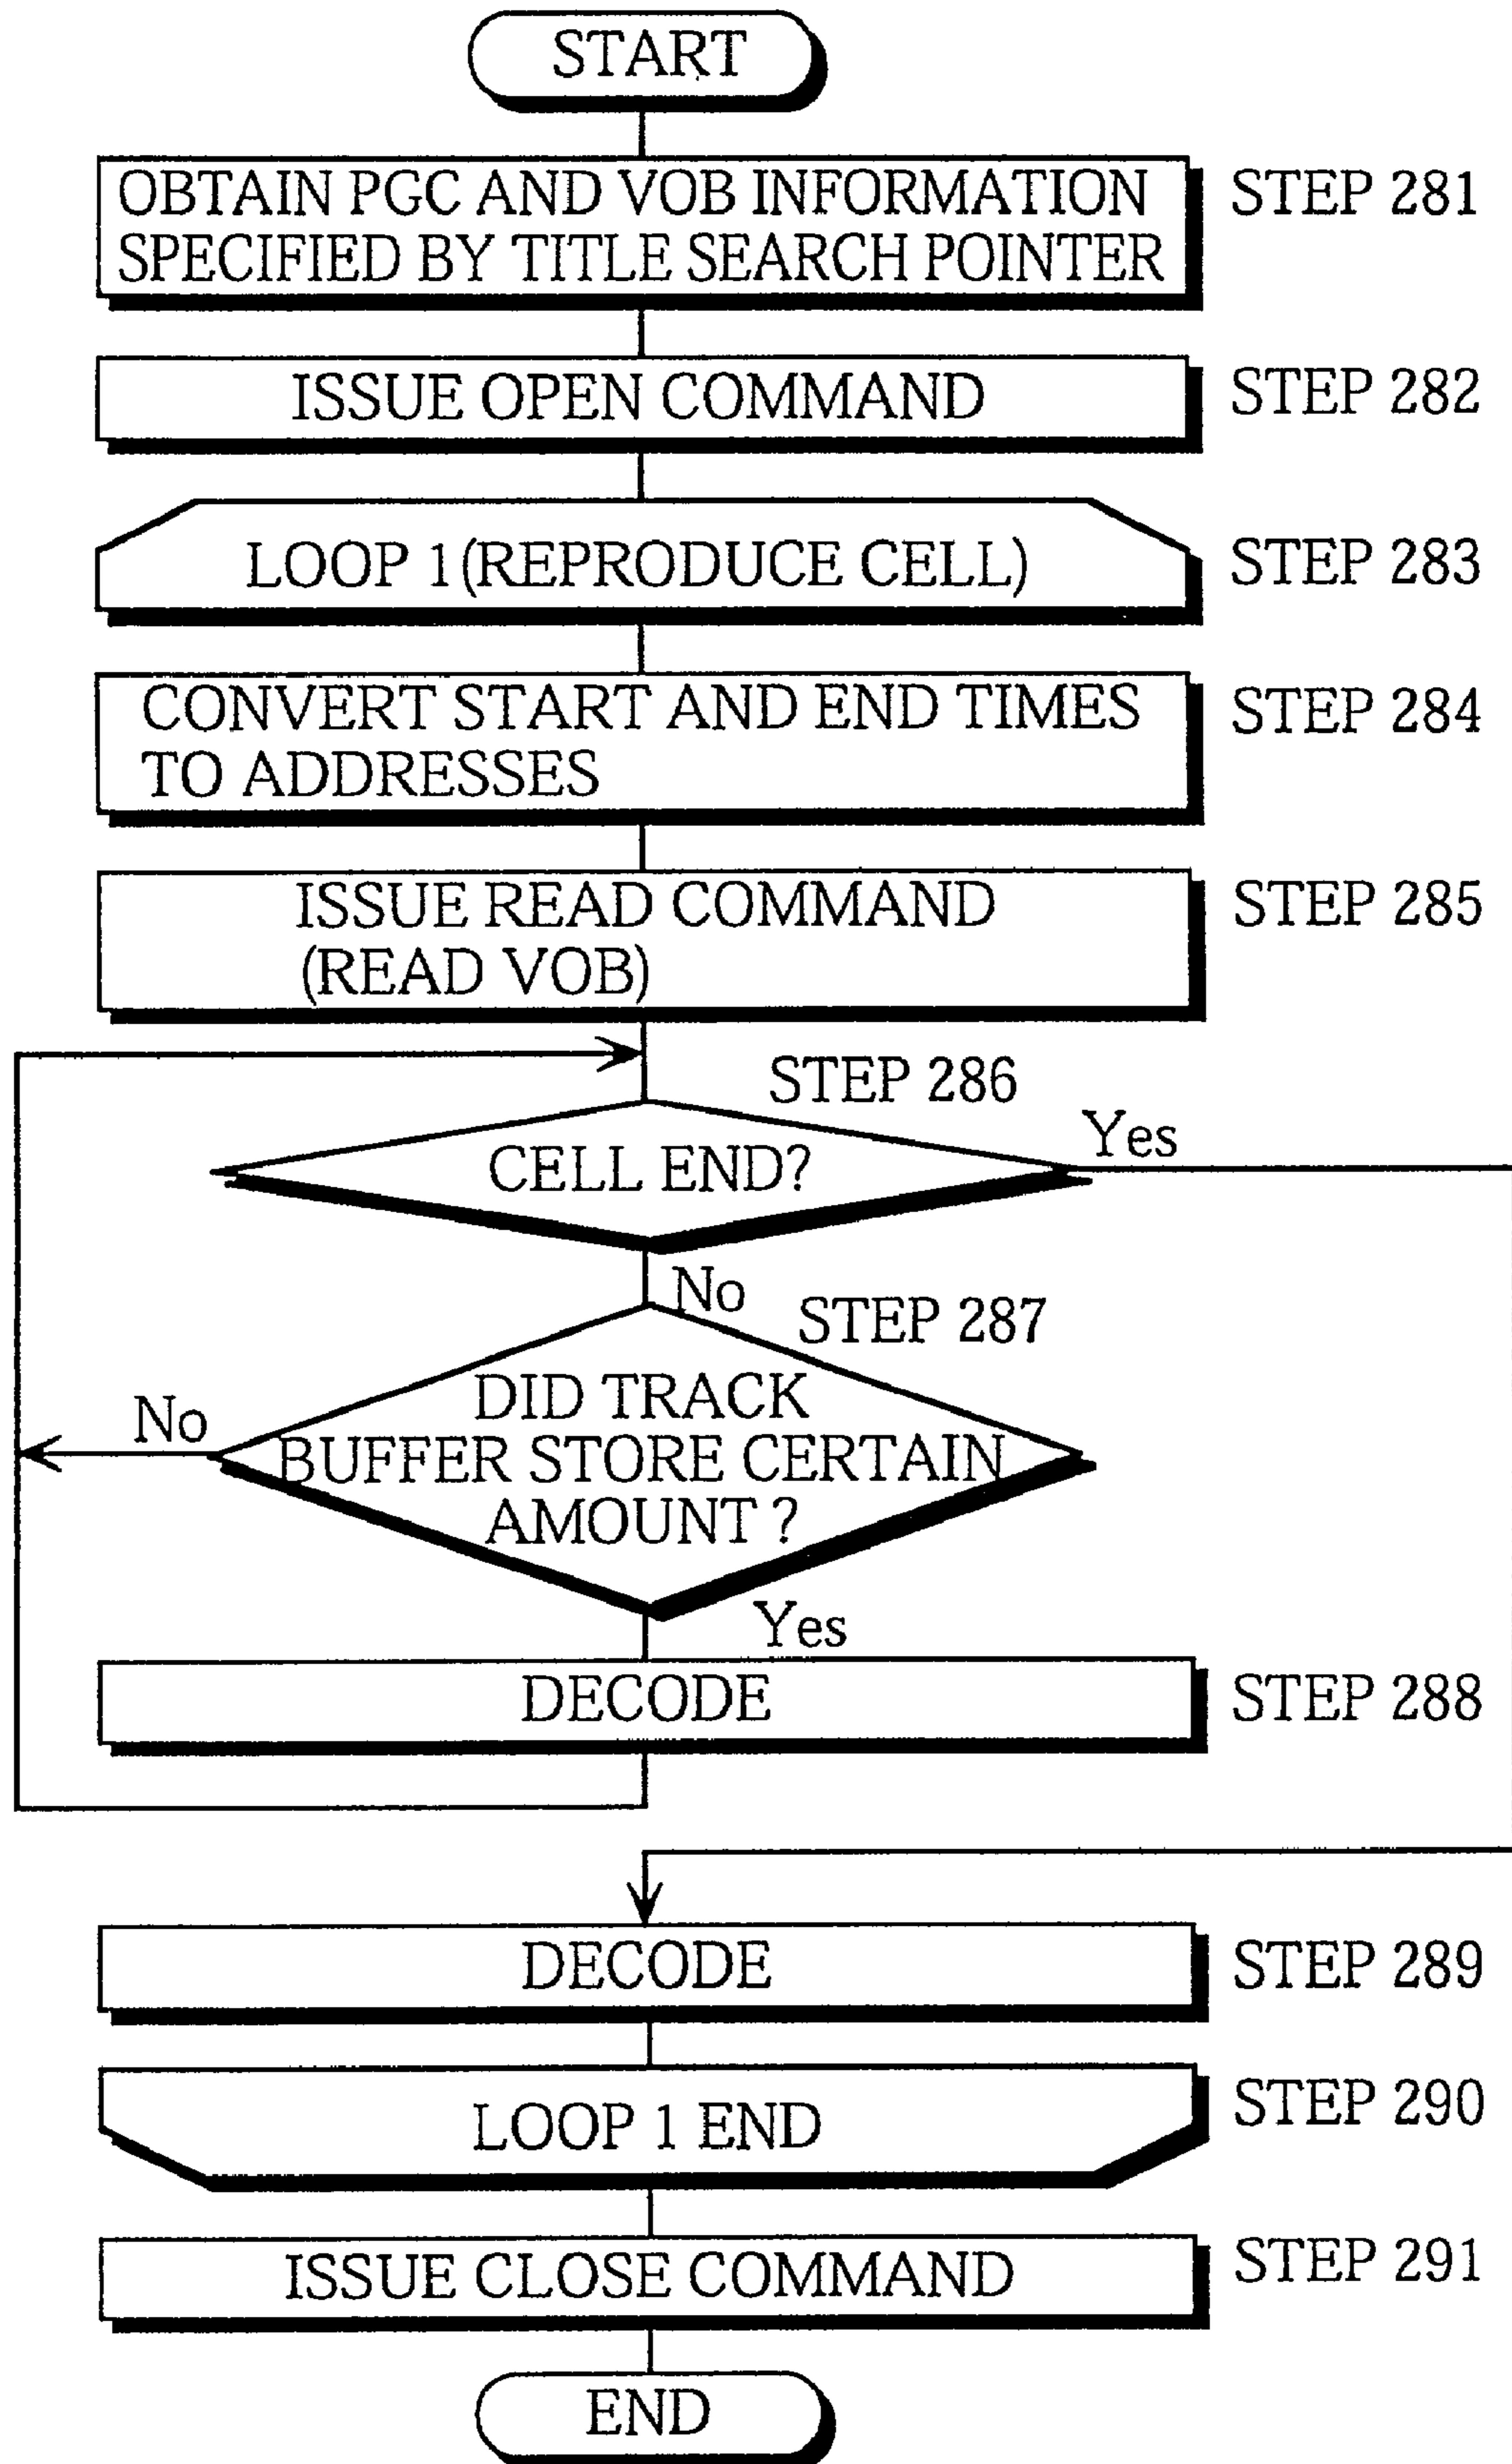 START
OBTAIN PGC AND VOB INFORMATION
SPECIFIED BY TITLE SEARCH POINTER
STEP 281
ISSUE OPEN COMMAND
STEP 282
LOOP 1 (REPRODUCE CELL)
STEP 283
CONVERT START AND END TIMES
TO ADDRESSES
STEP 284
ISSUE READ COMMAND
(READ VOB)
STEP 285
STEP 286
CELL END?
Yes
No
STEP 287
DID TRACK
BUFFER STORE CERTAIN
AMOUNT ?
No
Yes
DECODE
STEP 288
DECODE
STEP 289
LOOP 1 END
STEP 290
ISSUE CLOSE COMMAND
STEP 291
END